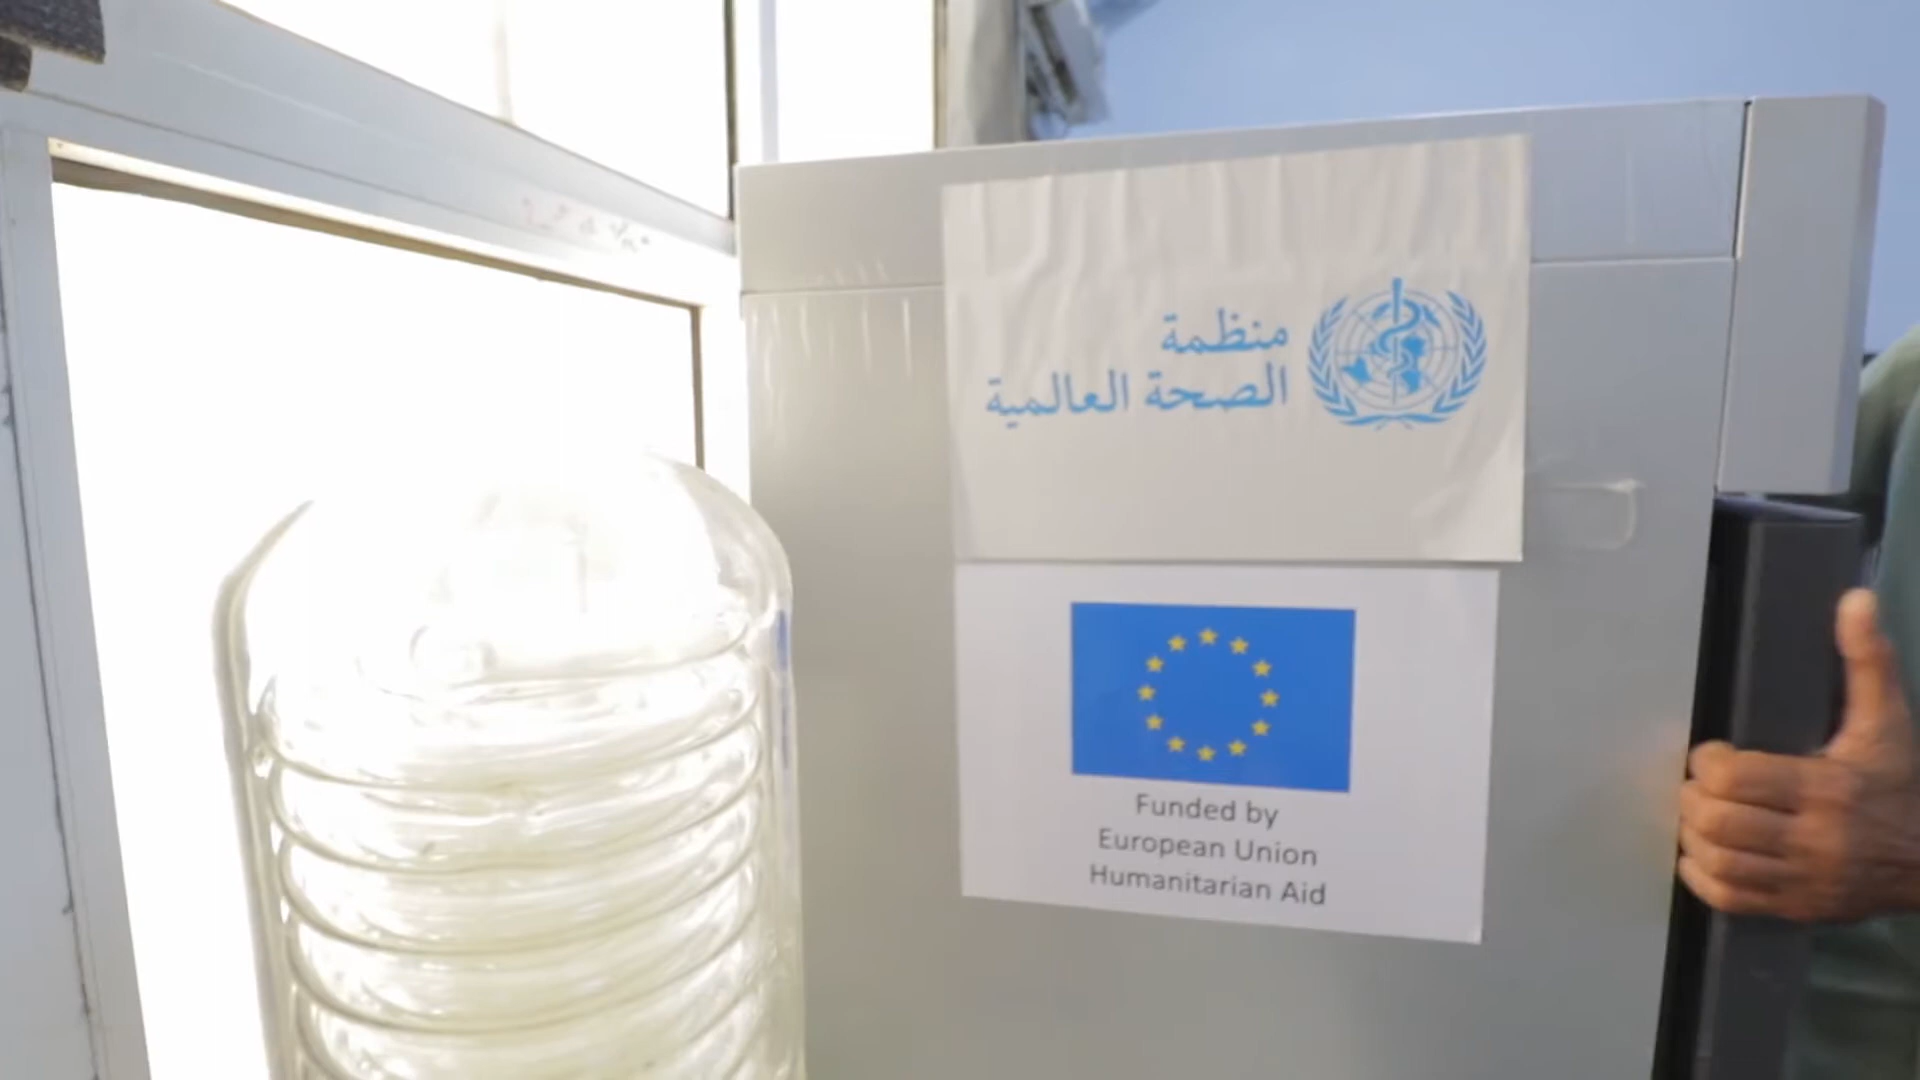 منظمة
الصحة العالمية
Funded by
European Union
Humanitarian Aid